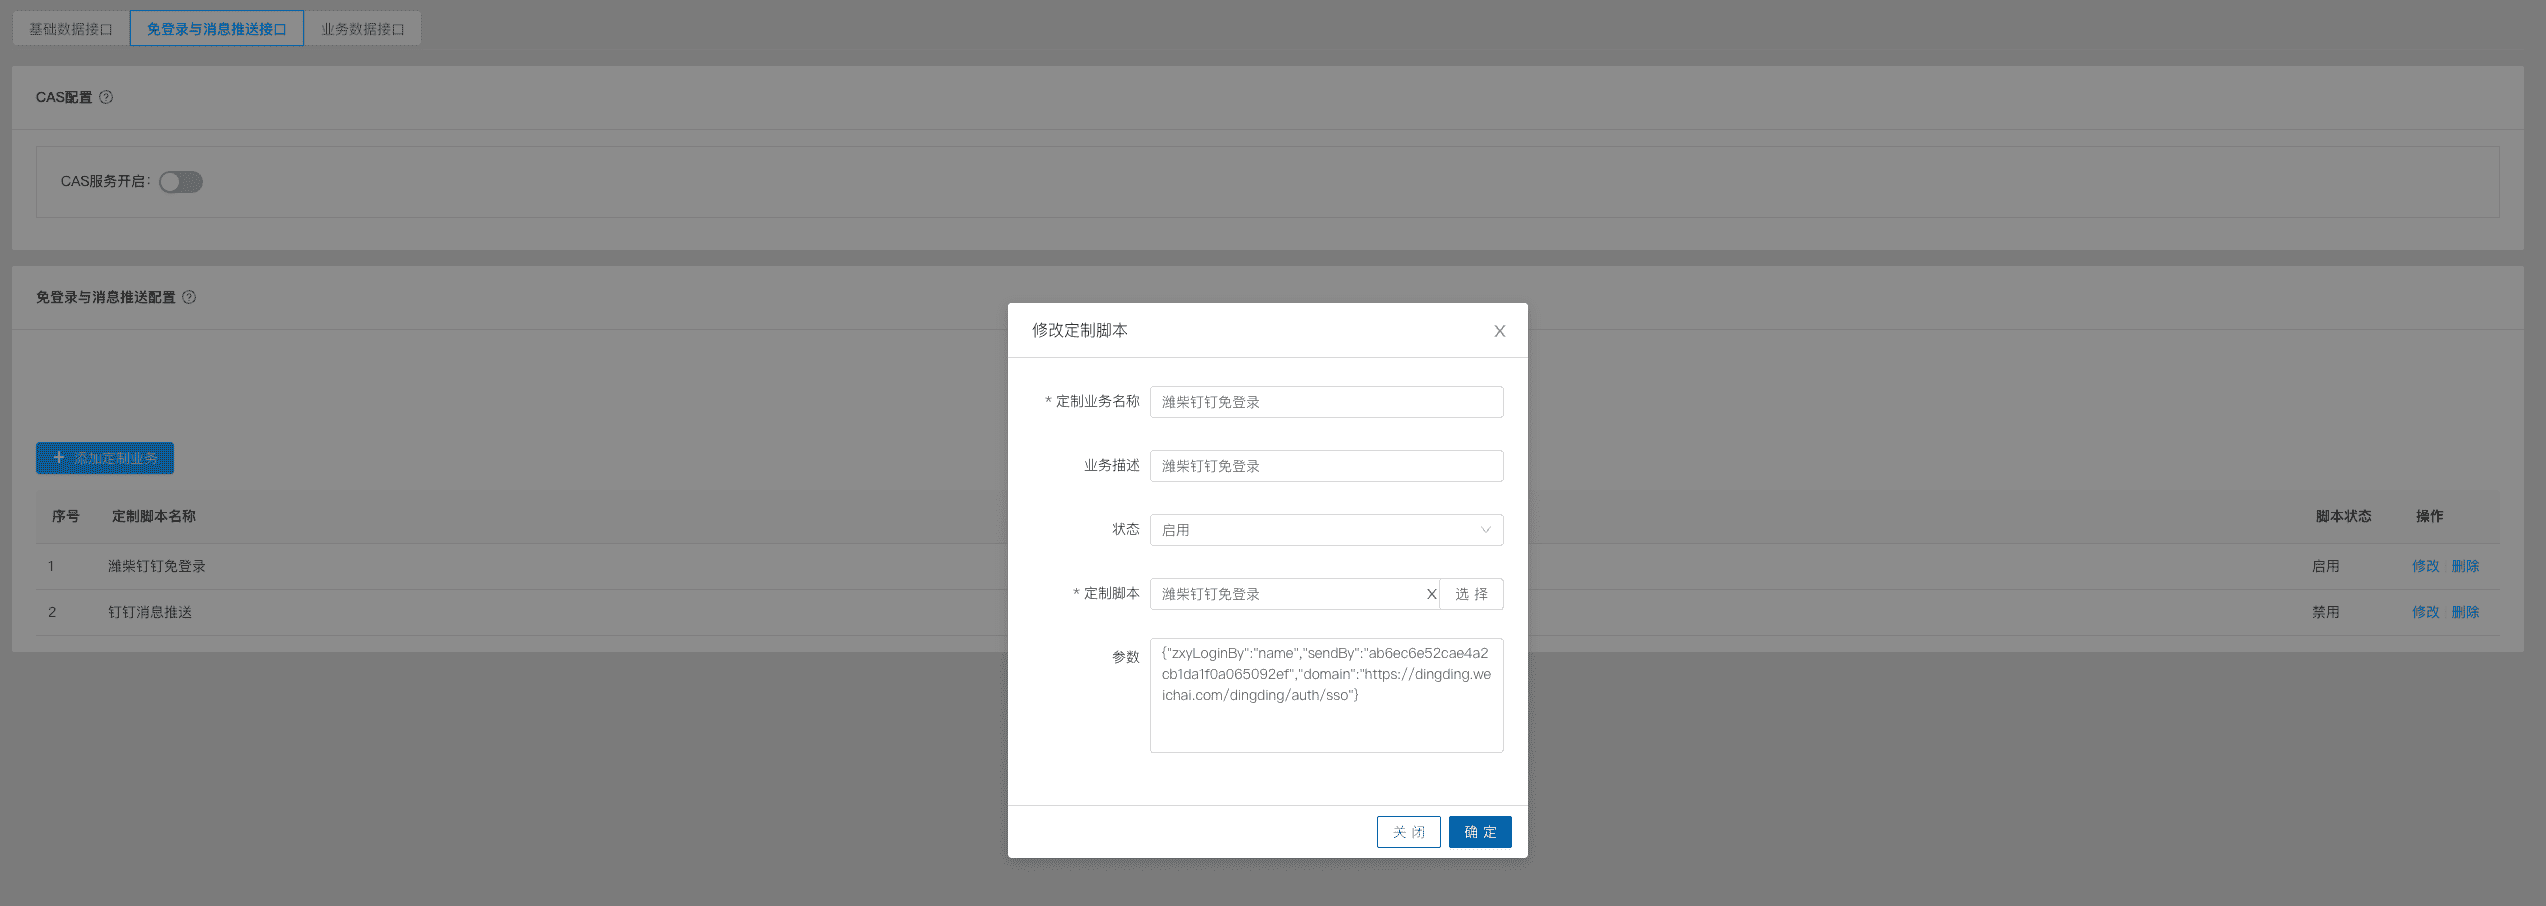 基础数据接口
免登录与消息推送接口
业务数据接口
CAS配置
CAS服务开启：
免登录与消息推送配置
+ 添加定制业务
序号 定制脚本名称 脚本状态 操作
1 潍柴钉钉免登录 启用 修改 删除
2 钉钉消息推送 禁用 修改 删除
修改定制脚本 X
* 定制业务名称 潍柴钉钉免登录
业务描述 潍柴钉钉免登录
状态 启用
* 定制脚本 潍柴钉钉免登录 X 选 择
参数 {"zxyLoginBy":"name","sendBy":"ab6ec6e52cae4a2
cb1da1f0a065092ef","domain":"https://dingding.we
ichai.com/dingding/auth/sso"}
关 闭 确 定